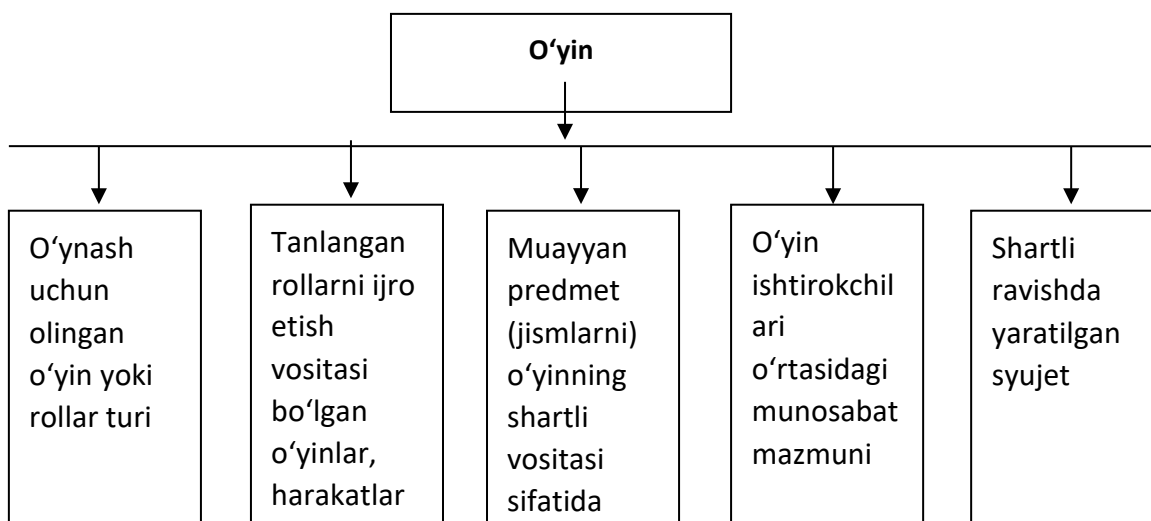 O‘yin
O‘ynash
uchun
olingan
o‘yin yoki
rollar turi
Tanlangan
rollarni ijro
etish
vositasi
bo‘lgan
o‘yinlar,
harakatlar
Muayyan
predmet
(jismlarni)
o‘yinning
shartli
vositasi
sifatida
O‘yin
ishtirokchil
ari
o‘rtasidagi
munosabat
mazmuni
Shartli
ravishda
yaratilgan
syujet